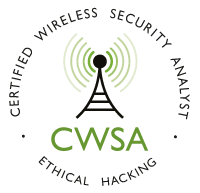 CERTIFIED WIRELESS SECURITY ANALYST
CWSA
• ETHICAL HACKING •